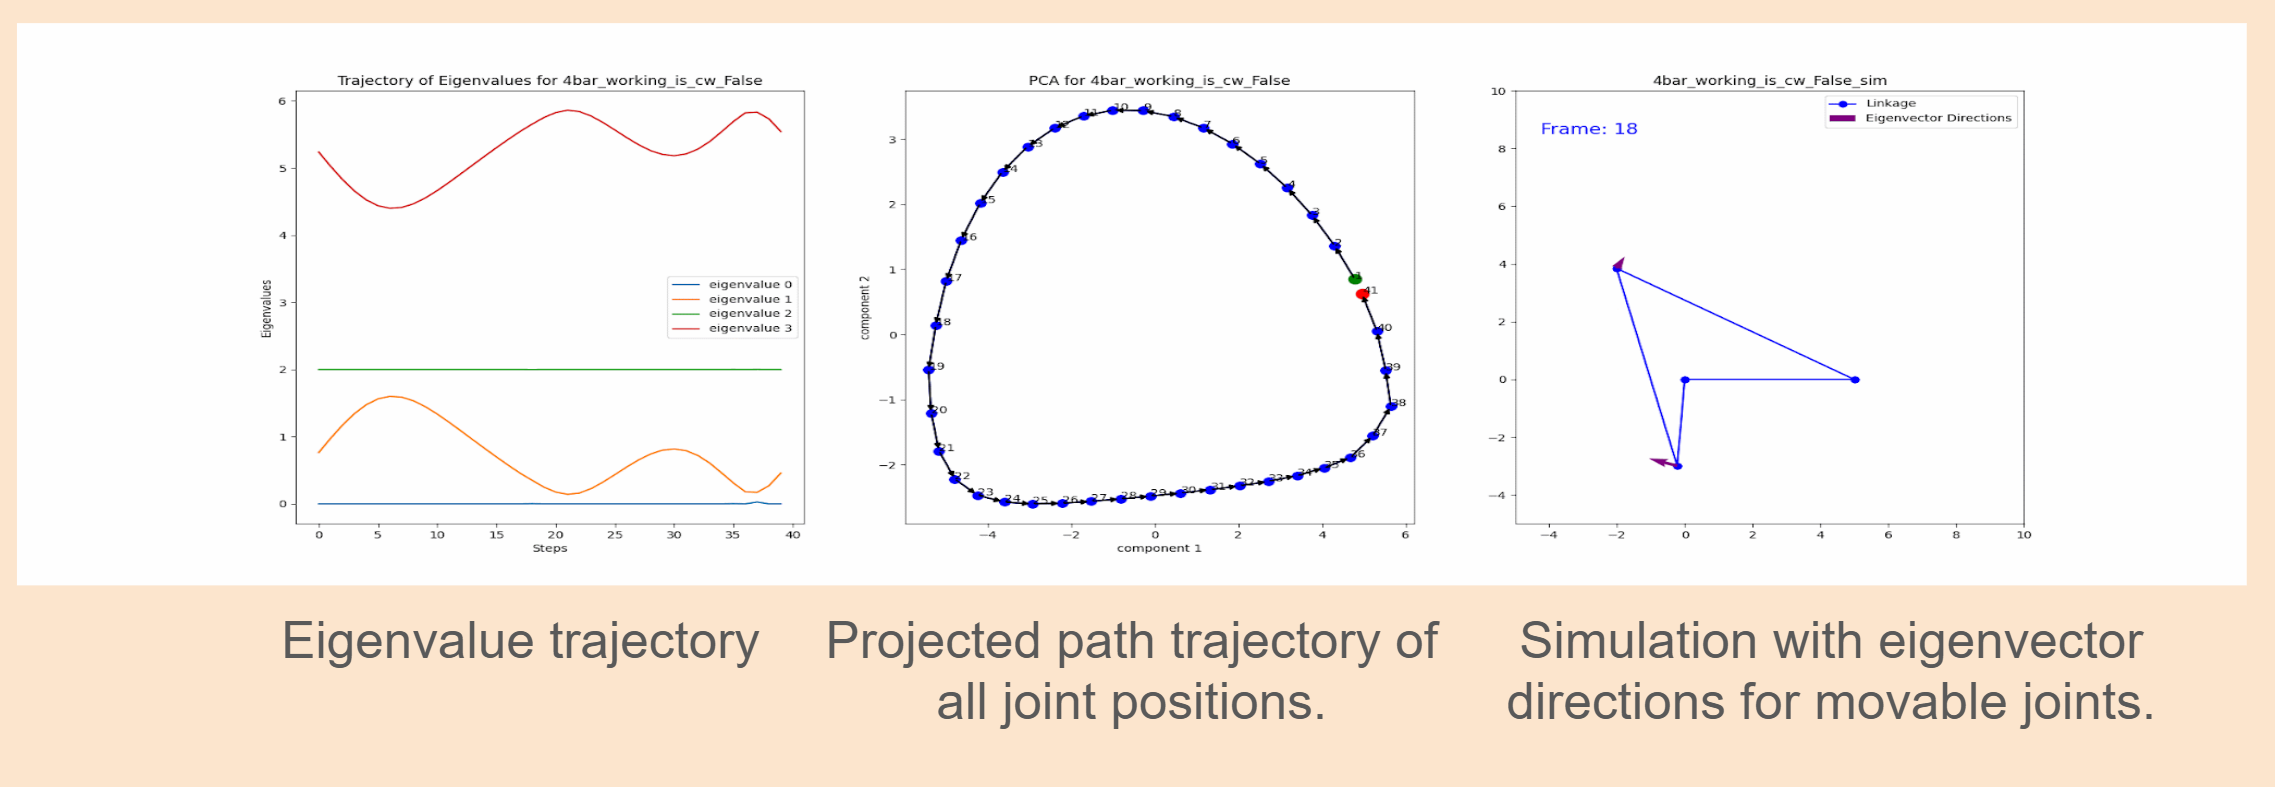 Trajectory of Eigenvalues for 4bar_working_is_cw_False
6
5
4
3
2
1
0
Eigenvalues
eigenvalue 0
eigenvalue 1
eigenvalue 2
eigenvalue 3
0 5 10 15 20 25 30 35 40
Steps
PCA for 4bar_working_is_cw_False
3
2
1
0
−1
−2
component 2
1
2
3
4
5
6
7
8
9
10
11
12
13
14
15
16
17
18
19
20
21
22
23
24
25
26
27
28
29
30
31
32
33
34
35
36
37
38
39
40
41
−4 −2 0 2 4 6
component 1
4bar_working_is_cw_False_sim
10
8
6
4
2
0
−2
−4
Frame: 18
Linkage
Eigenvector Directions
−4 −2 0 2 4 6 8 10
Eigenvalue trajectory
Projected path trajectory of
all joint positions.
Simulation with eigenvector
directions for movable joints.